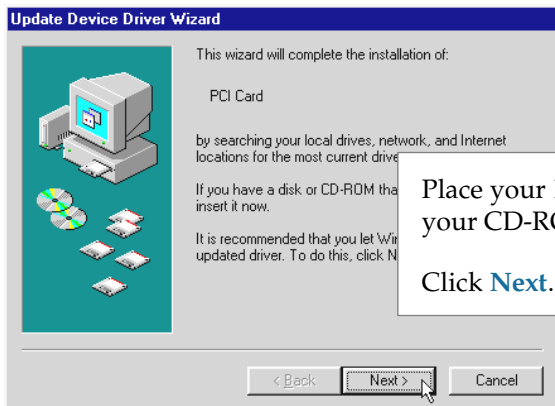 Update Device Driver Wizard
This wizard will complete the installation of:
PCI Card
by searching your local drives, network, and Internet
locations for the most current drive
If you have a disk or CD-ROM tha
insert it now.
It is recommended that you let Wi
updated driver. To do this, click N
Place your
your CD-RO
Click Next.
< Back
Next >
Cancel